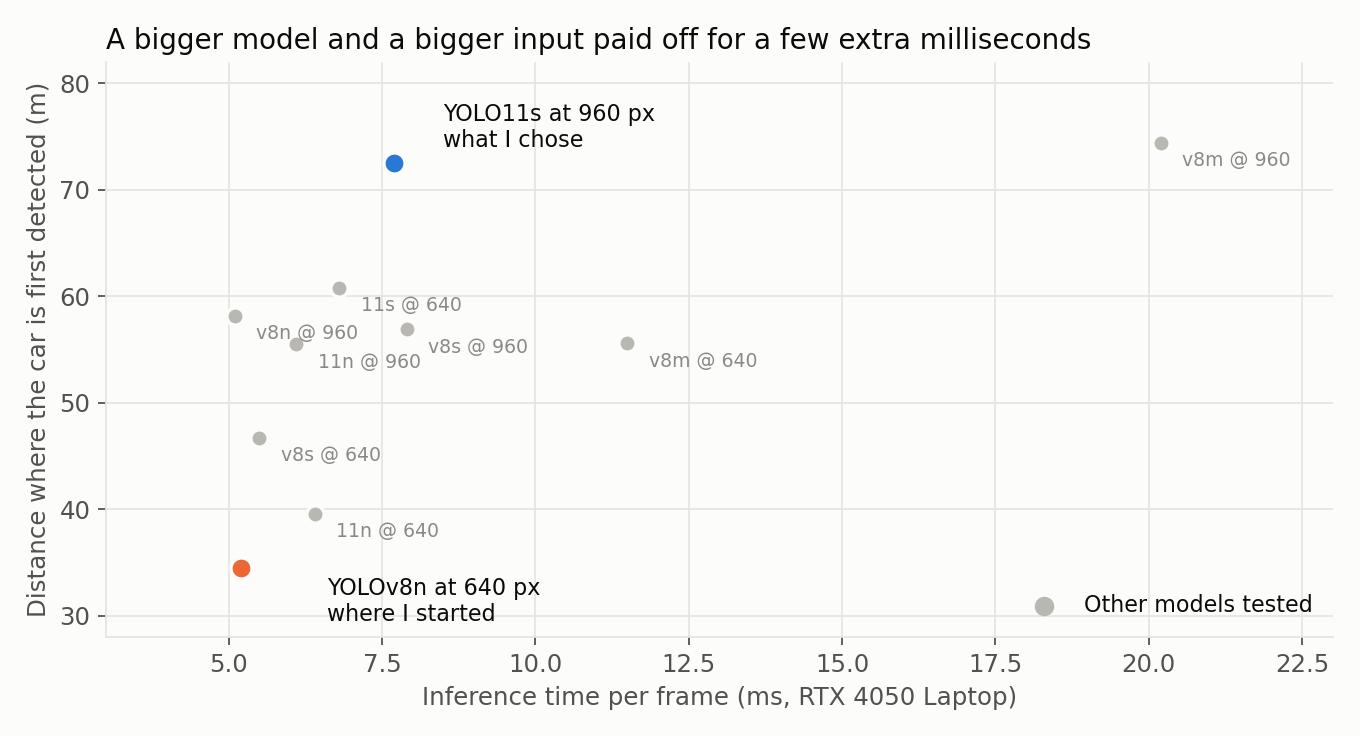 A bigger model and a bigger input paid off for a few extra milliseconds
Distance where the car is first detected (m)
80
70
60
50
40
30
YOLO11s at 960 px
what I chose
v8m @ 960
11s @ 640
v8n @ 960
v8s @ 960
11n @ 960
v8m @ 640
v8s @ 640
11n @ 640
YOLOv8n at 640 px
where I started
Other models tested
5.0
7.5
10.0
12.5
15.0
17.5
20.0
22.5
Inference time per frame (ms, RTX 4050 Laptop)